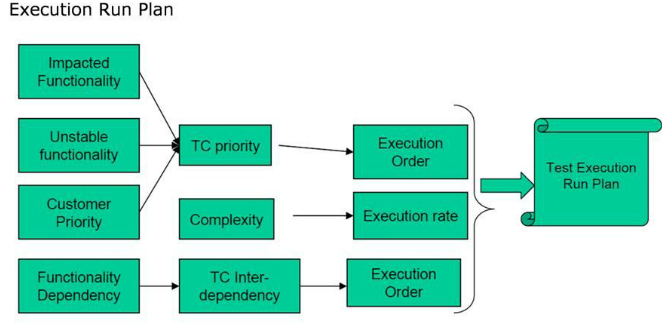 Execution Run Plan
Impacted
Functionality
Unstable
functionality
TC priority
Execution
Order
Test Execution
Run Plan
Customer
Priority
Complexity
Execution rate
Functionality
Dependency
TC Inter-
dependency
Execution
Order